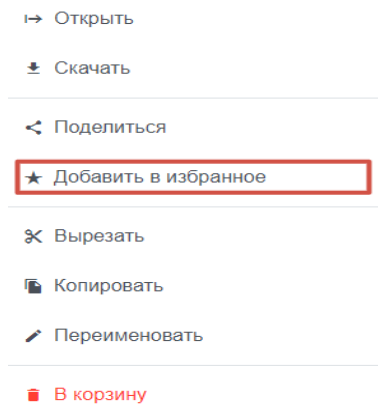 Открыть
Скачать
Поделиться
Добавить в избранное
Вырезать
Копировать
Переименовать
В корзину